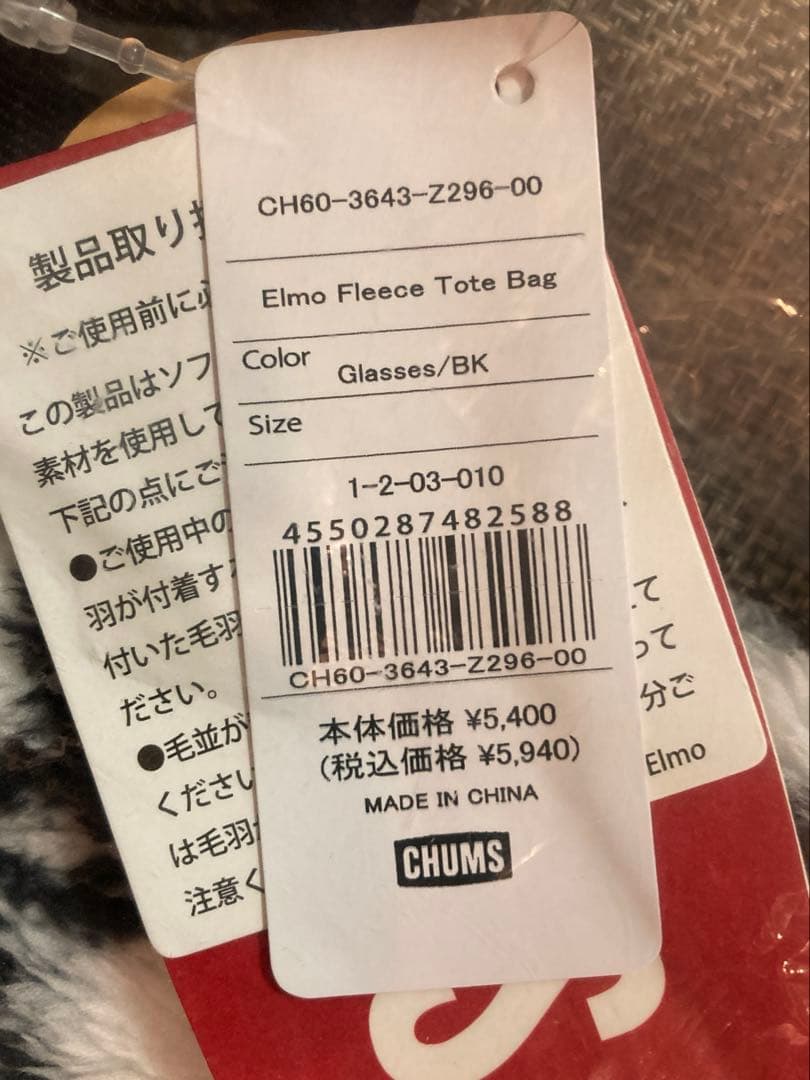 CH60-3643-Z296-00
Elmo Fleece Tote Bag
Color Glasses/BK
Size
1-2-03-010
4550287482588
CH60-3643-Z296-00
本体価格 ¥5,400
(税込価格 ¥5,940)
MADE IN CHINA
CHUMS
製品取り
※ご使用前に
この製品はソフ
素材を使用して
下記の点にご
●ご使用中の
羽が付着す
付いた毛羽
ださい。
●毛並が
くださ
は毛羽
注意く
て
って
分ご
Elmo